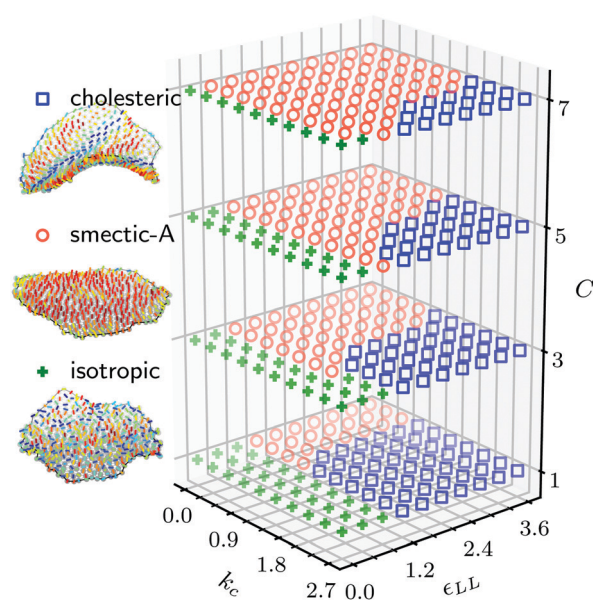 cholesteric
smectic-A
isotropic
7
5
C
3
1
0.0
0.9
1.8
2.7
k_c
0.0
1.2
2.4
3.6
ϵ_LL